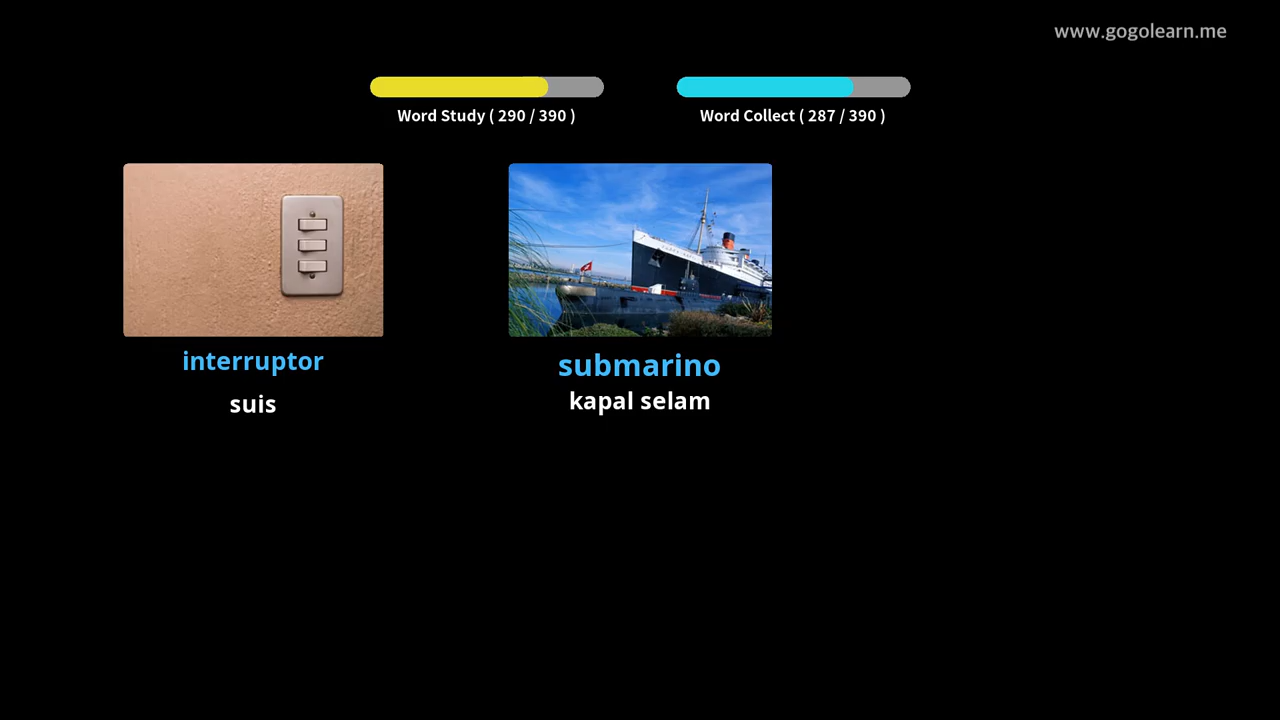 www.gogolearn.me
Word Study ( 290 / 390 )
Word Collect ( 287 / 390 )
interruptor
suis
submarino
kapal selam